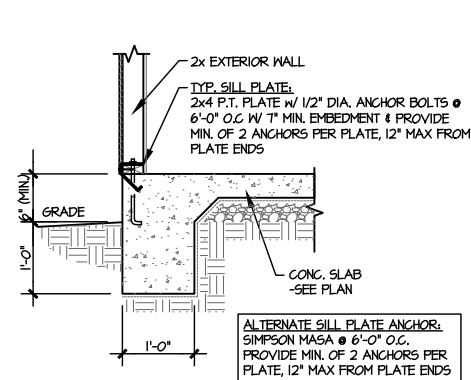 2x EXTERIOR WALL
TYP. SILL PLATE:
2x4 P.T. PLATE W/ 1/2" DIA. ANCHOR BOLTS @
6'-0" O.C W/ 7" MIN. EMBEDMENT & PROVIDE
MIN. OF 2 ANCHORS PER PLATE, 12" MAX FROM
PLATE ENDS
6" (MIN.)
GRADE
1'-0"
CONC. SLAB
-SEE PLAN
1'-0"
ALTERNATE SILL PLATE ANCHOR:
SIMPSON MASA @ 6'-0" O.C.
PROVIDE MIN. OF 2 ANCHORS PER
PLATE, 12" MAX FROM PLATE ENDS